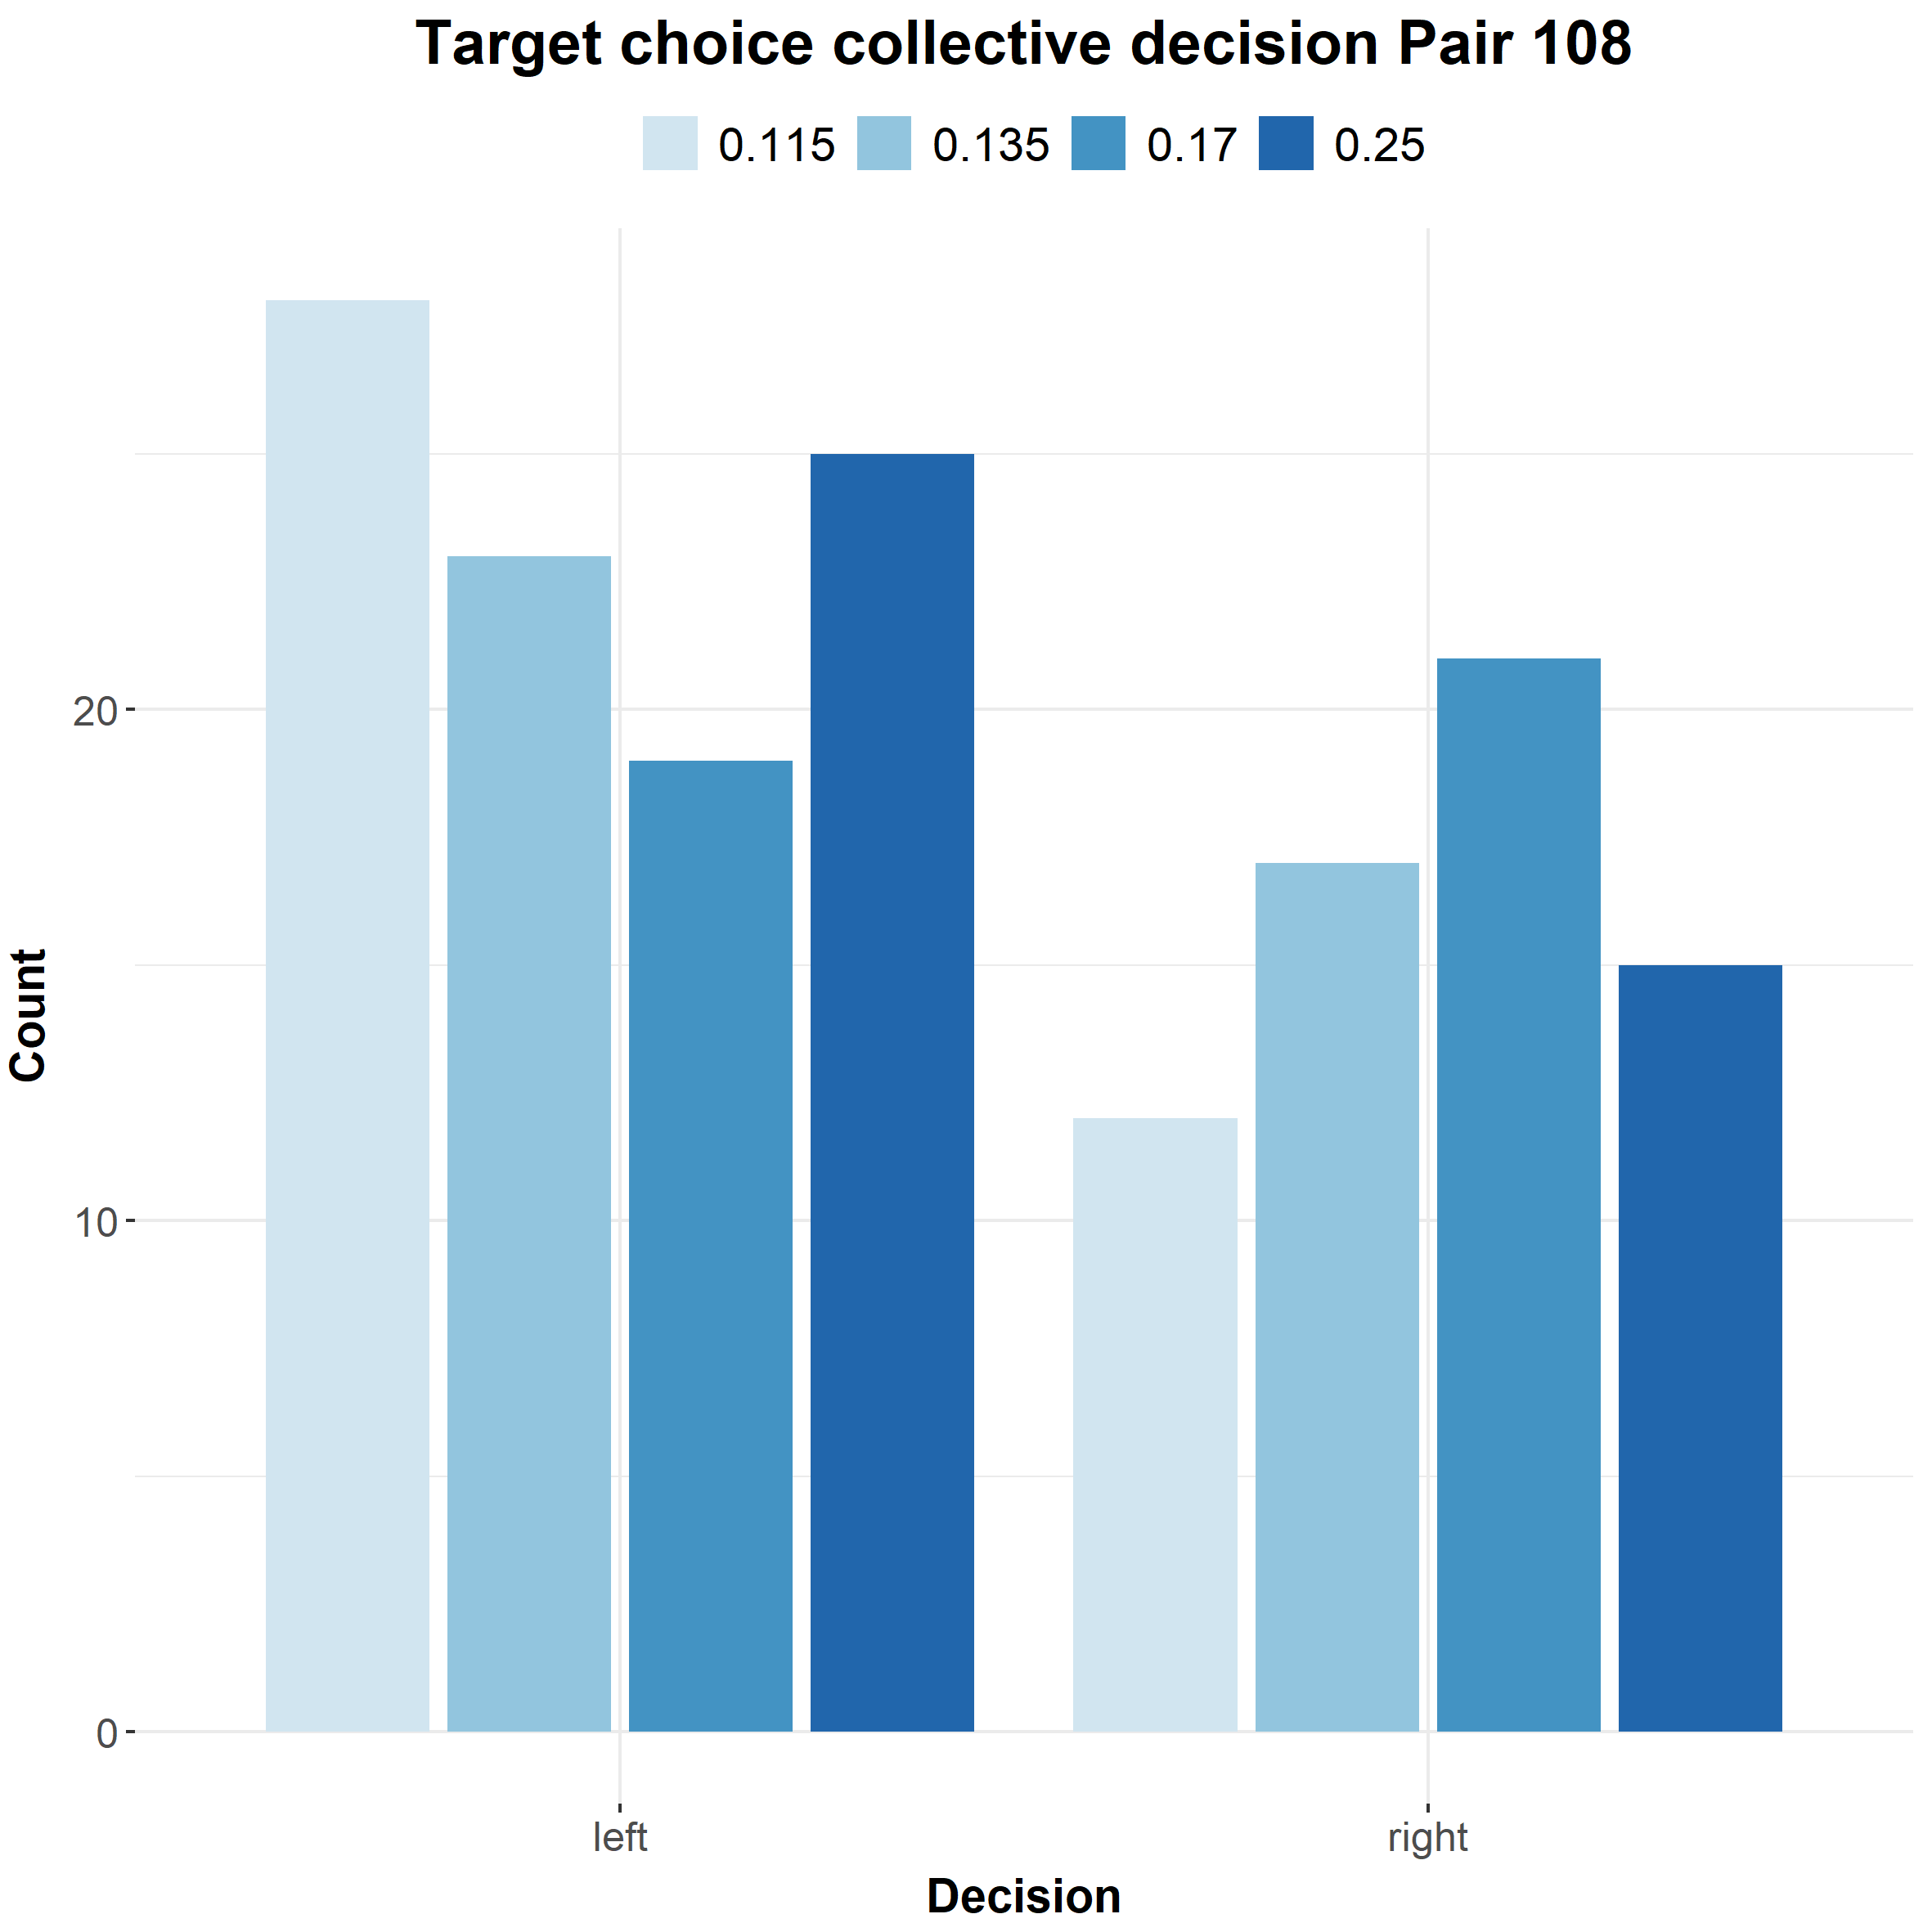 Target choice collective decision Pair 108
0.115 0.135 0.17 0.25
20
10
0
Count
left right
Decision